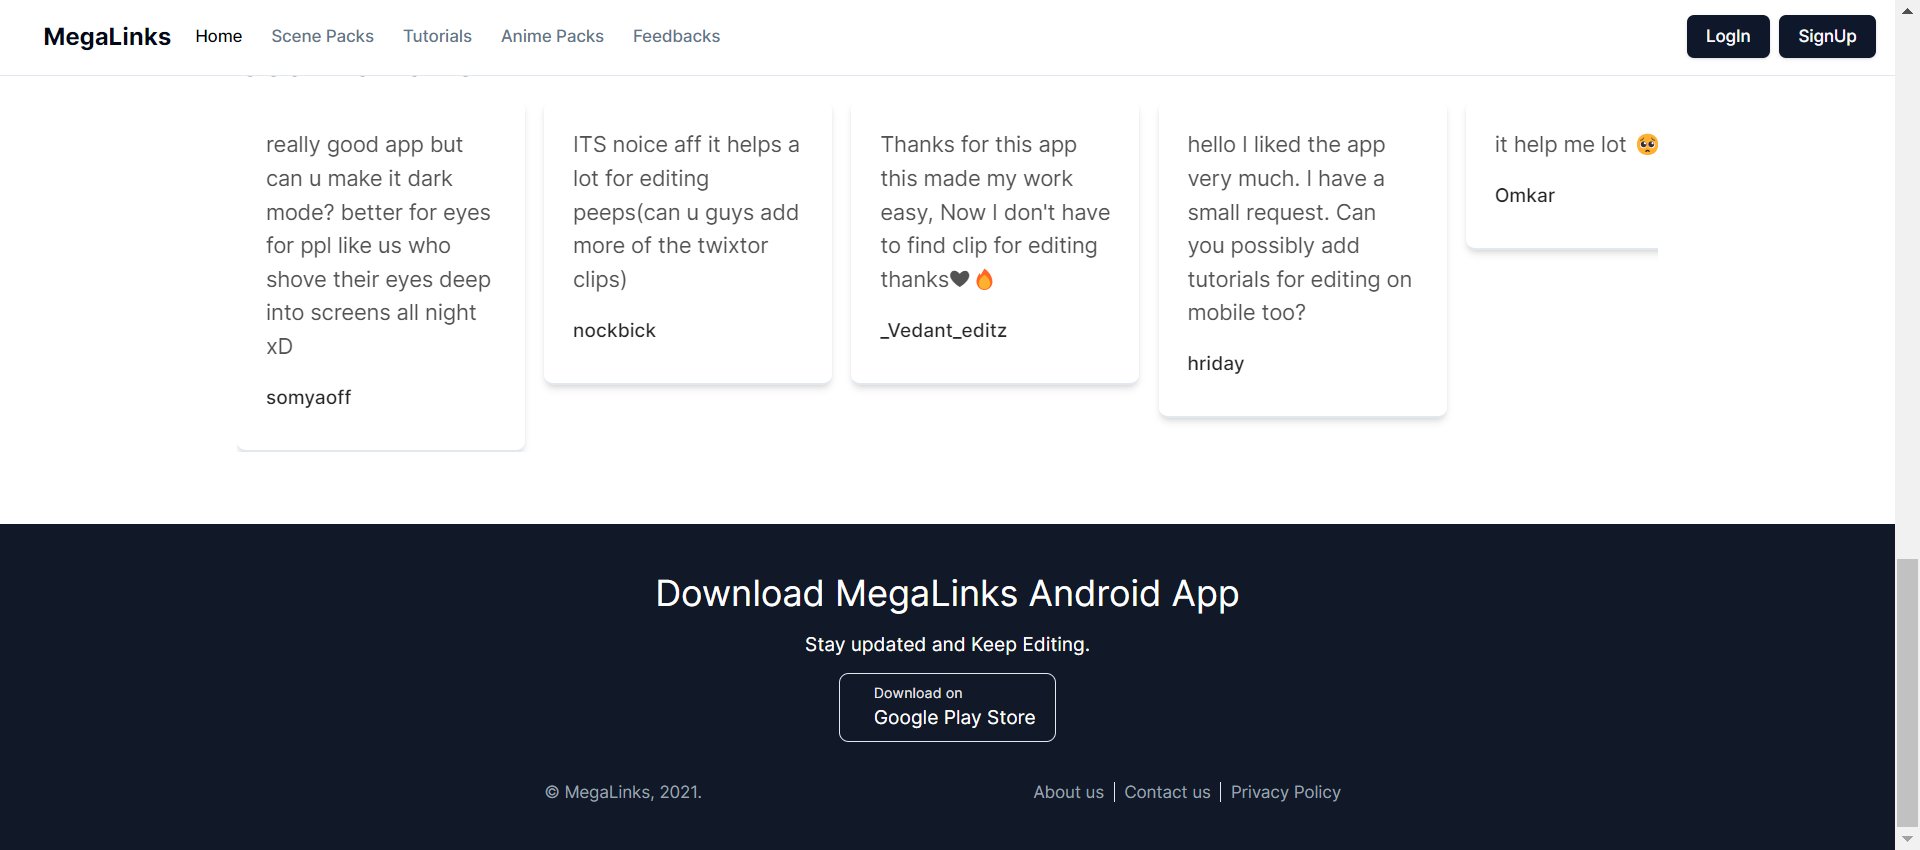 MegaLinks Home Scene Packs Tutorials Anime Packs Feedbacks LogIn SignUp
really good app but
can u make it dark
mode? better for eyes
for ppl like us who
shove their eyes deep
into screens all night
xD
somyaoff
ITS noice aff it helps a
lot for editing
peeps(can u guys add
more of the twixtor
clips)
nockbick
Thanks for this app
this made my work
easy, Now I don't have
to find clip for editing
thanks🖤🔥
_Vedant_editz
hello I liked the app
very much. I have a
small request. Can
you possibly add
tutorials for editing on
mobile too?
hriday
it help me lot 🥺
Omkar
Download MegaLinks Android App
Stay updated and Keep Editing.
Download on
Google Play Store
© MegaLinks, 2021.
About us | Contact us | Privacy Policy